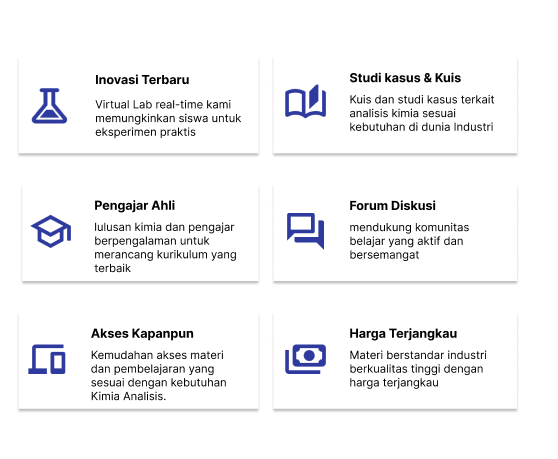 Inovasi Terbaru
Virtual Lab real-time kami
memungkinkan siswa untuk
eksperimen praktis
Studi kasus & Kuis
Kuis dan studi kasus terkait
analisis kimia sesuai
kebutuhan di dunia Industri
Pengajar Ahli
lulusan kimia dan pengajar
berpengalaman untuk
merancang kurikulum yang
terbaik
Forum Diskusi
mendukung komunitas
belajar yang aktif dan
bersemangat
Akses Kapanpun
Kemudahan akses materi
dan pembelajaran yang
sesuai dengan kebutuhan
Kimia Analisis.
Harga Terjangkau
Materi berstandar industri
berkualitas tinggi dengan
harga terjangkau